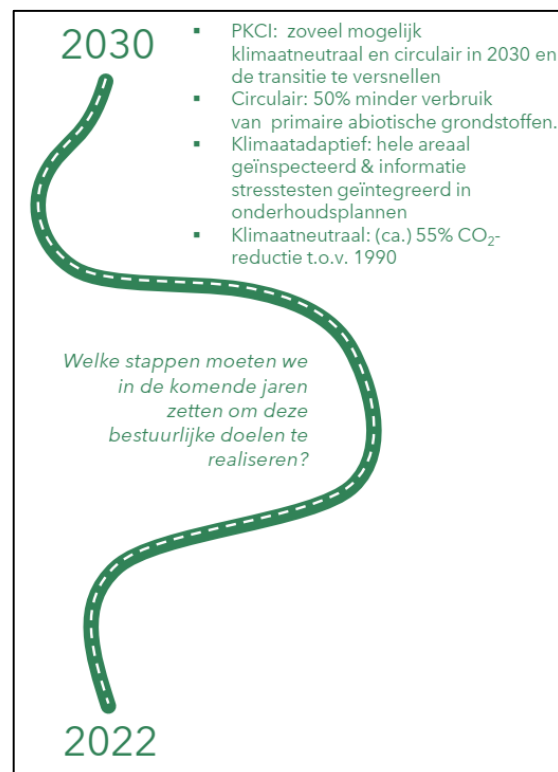 2030
▪ PKCI: zoveel mogelijk
klimaatneutraal en circulair in 2030 en
de transitie te versnellen
▪ Circulair: 50% minder verbruik
van primaire abiotische grondstoffen.
▪ Klimaatadaptief: hele areaal
geïnspecteerd & informatie
stresstesten geïntegreerd in
onderhoudsplannen
▪ Klimaatneutraal: (ca.) 55% CO₂-
reductie t.o.v. 1990
Welke stappen moeten we
in de komende jaren
zetten om deze
bestuurlijke doelen te
realiseren?
2022